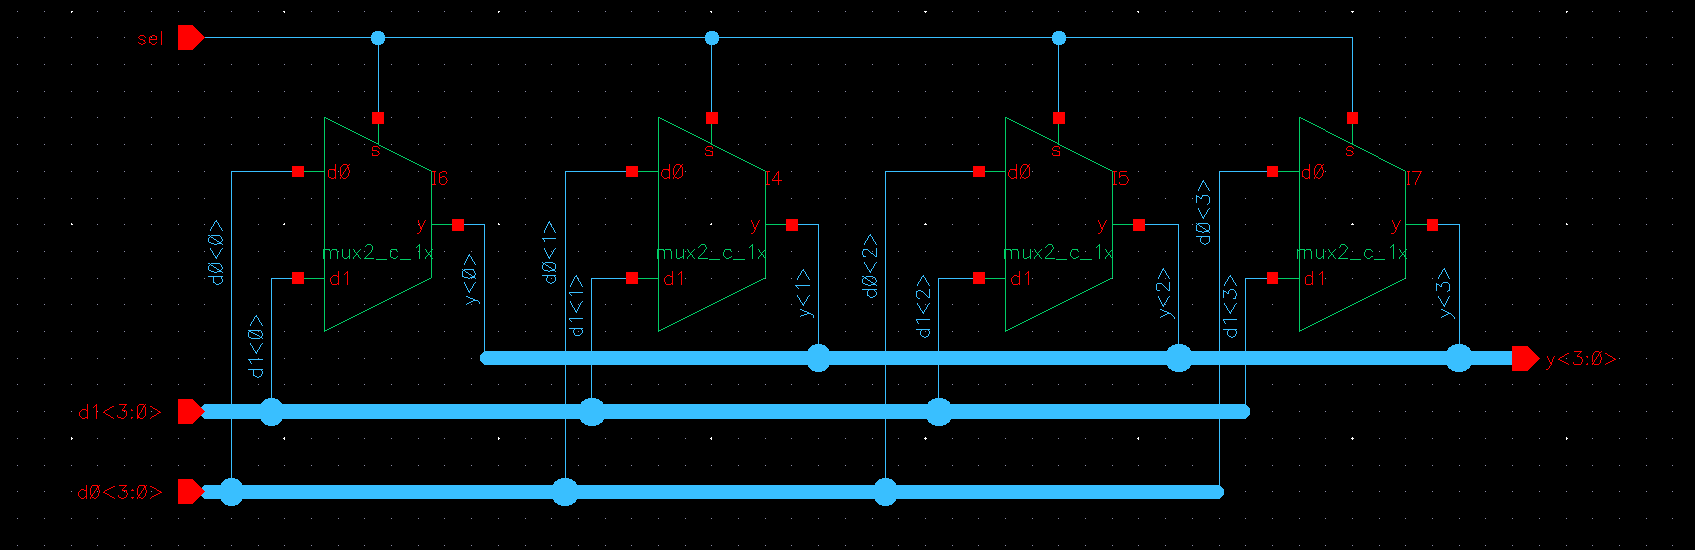 sel
s
s
s
s
d0
I6
d0
I4
d0
I5
d0
I7
d0<0>
y
y<0>
d0<1>
y
y<1>
d0<2>
y
y<2>
d0<3>
y
y<3>
mux2_c_1x
mux2_c_1x
mux2_c_1x
mux2_c_1x
d1<0>
d1
d1<1>
d1
d1<2>
d1
d1<3>
d1
y<3:0>
d1<3:0>
d0<3:0>